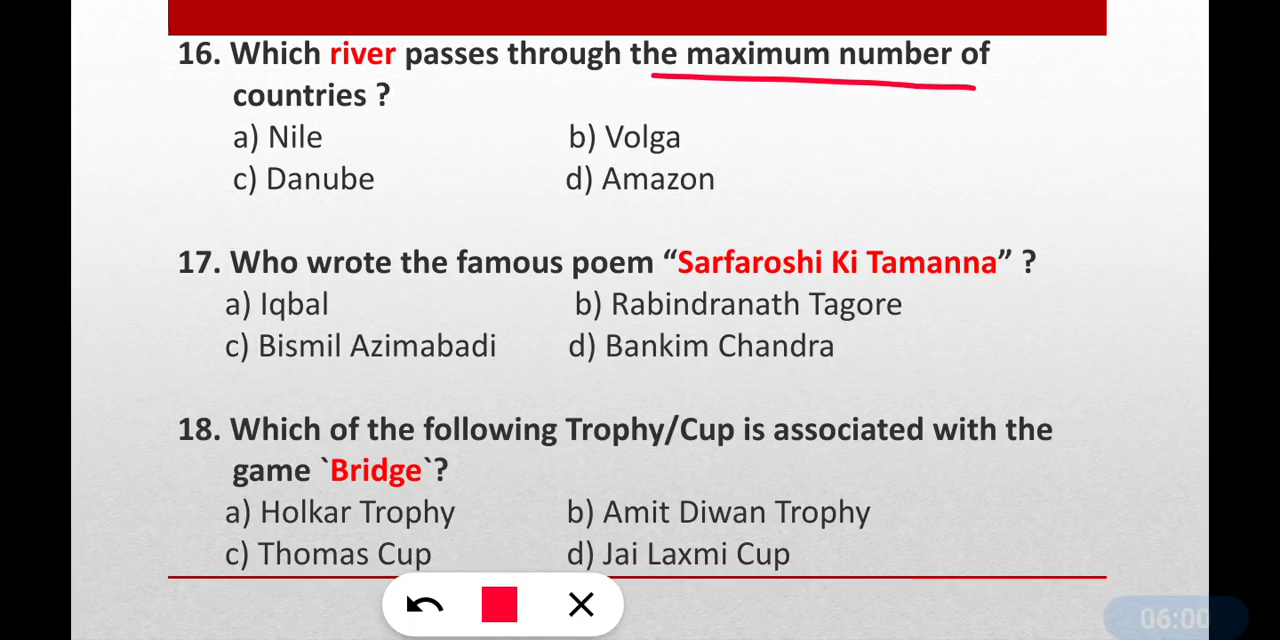 16. Which river passes through the maximum number of
countries ?
a) Nile b) Volga
c) Danube d) Amazon
17. Who wrote the famous poem “Sarfaroshi Ki Tamanna” ?
a) Iqbal b) Rabindranath Tagore
c) Bismil Azimabadi d) Bankim Chandra
18. Which of the following Trophy/Cup is associated with the
game `Bridge`?
a) Holkar Trophy b) Amit Diwan Trophy
c) Thomas Cup d) Jai Laxmi Cup
06:00